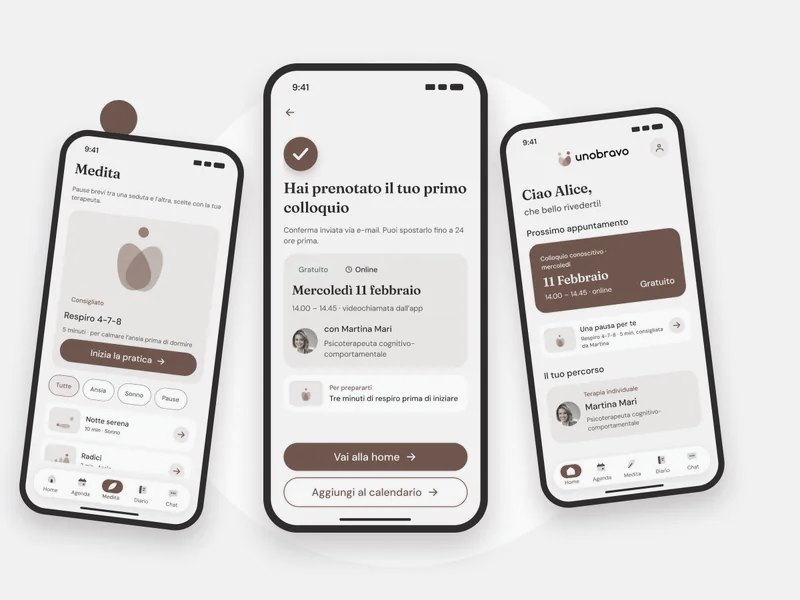 9:41
Medita
Pause brevi tra una seduta e l'altra, scelte con la tua
terapeuta.
Consigliato
Respiro 4-7-8
5 minuti · per calmare l'ansia prima di dormire
Inizia la pratica →
Tutte
Ansia
Sonno
Pause
Notte serena
10 min · Sonno
Radici
Home
Agenda
Medita
Diario
Chat
9:41
Hai prenotato il tuo primo
colloquio
Conferma inviata via e-mail. Puoi spostarlo fino a 24
ore prima.
Gratuito
Online
Mercoledì 11 febbraio
14.00 – 14.45 · videochiamata dall'app
con Martina Mari
Psicoterapeuta cognitivo-
comportamentale
Per prepararti
Tre minuti di respiro prima di iniziare
Vai alla home →
Aggiungi al calendario →
9:41
unobravo
Ciao Alice,
che bello rivederti!
Prossimo appuntamento
Colloquio conoscitivo ·
mercoledì
11 Febbraio
14.00 – 14.45 · online
Gratuito
Una pausa per te
Respiro 4-7-8 · 5 min, consigliata
da Martina
Il tuo percorso
Terapia individuale
Martina Mari
Psicoterapeuta cognitivo-
comportamentale
Home
Agenda
Medita
Diario
Chat